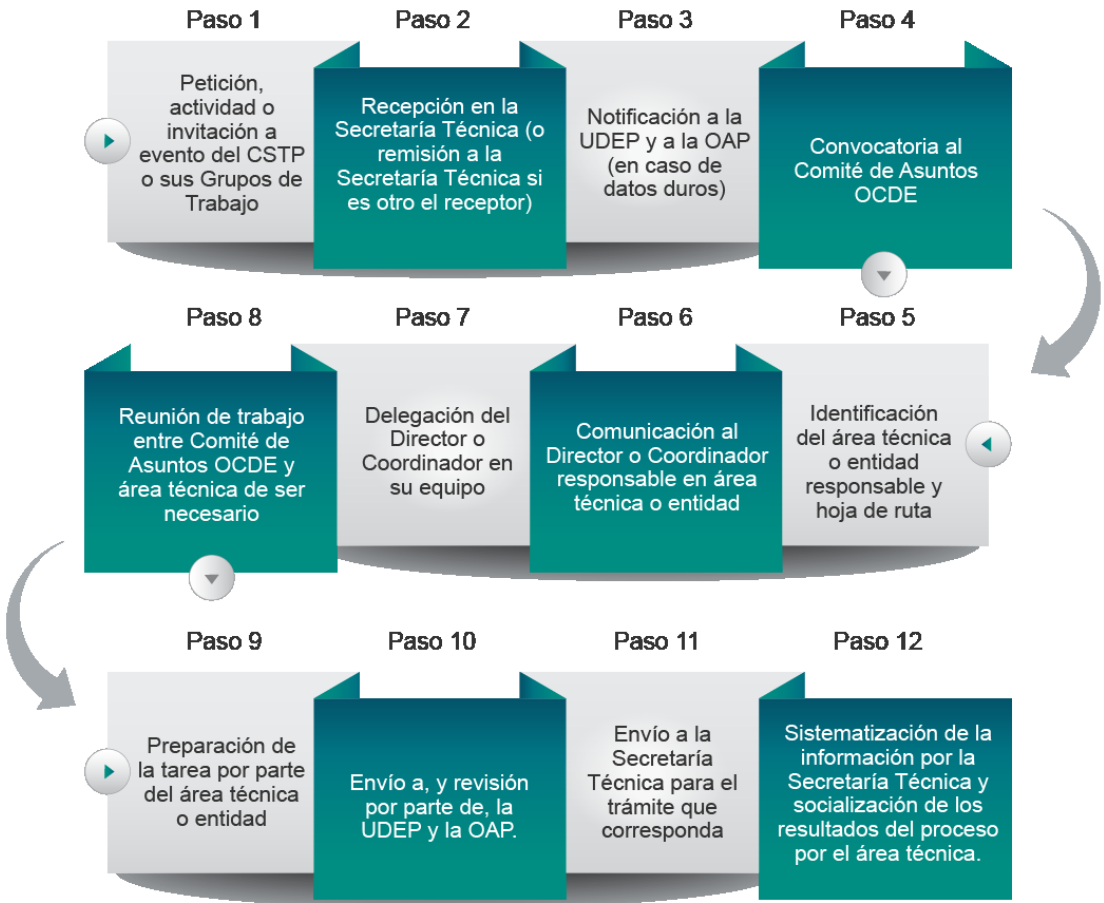 Paso 1
Petición,
actividad o
invitación a
evento del CSTP
o sus Grupos de
Trabajo
Paso 2
Recepción en la
Secretaría Técnica (o
remisión a la
Secretaría Técnica si
es otro el receptor)
Paso 3
Notificación a la
UDEP y a la OAP
(en caso de
datos duros)
Paso 4
Convocatoria al
Comité de Asuntos
OCDE
Paso 5
Identificación
del área técnica
o entidad
responsable y
hoja de ruta
Paso 6
Comunicación al
Director o Coordinador
responsable en área
técnica o entidad
Paso 7
Delegación del
Director o
Coordinador en
su equipo
Paso 8
Reunión de trabajo
entre Comité de
Asuntos OCDE y
área técnica de ser
necesario
Paso 9
Preparación de
la tarea por parte
del área técnica
o entidad
Paso 10
Envío a, y revisión
por parte de, la
UDEP y la OAP.
Paso 11
Envío a la
Secretaría
Técnica para el
trámite que
corresponda
Paso 12
Sistematización de la
información por la
Secretaría Técnica y
socialización de los
resultados del proceso
por el área técnica.